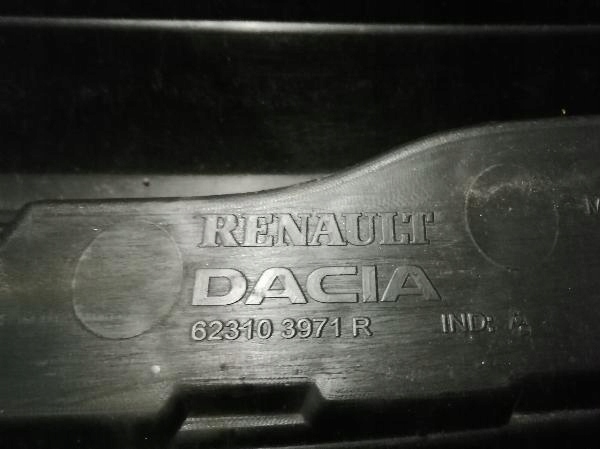 RENAULT
DACIA
62310 3971 R IND: A